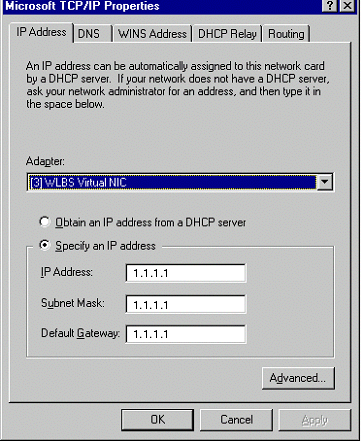 Microsoft TCP/IP Properties
IP Address DNS WINS Address DHCP Relay Routing
An IP address can be automatically assigned to this network card
by a DHCP server. If your network does not have a DHCP server,
ask your network administrator for an address, and then type it in
the space below.
Adapter:
[3] WLBS Virtual NIC
Obtain an IP address from a DHCP server
Specify an IP address
IP Address: 1.1.1.1
Subnet Mask: 1.1.1.1
Default Gateway: 1.1.1.1
Advanced...
OK Cancel Apply